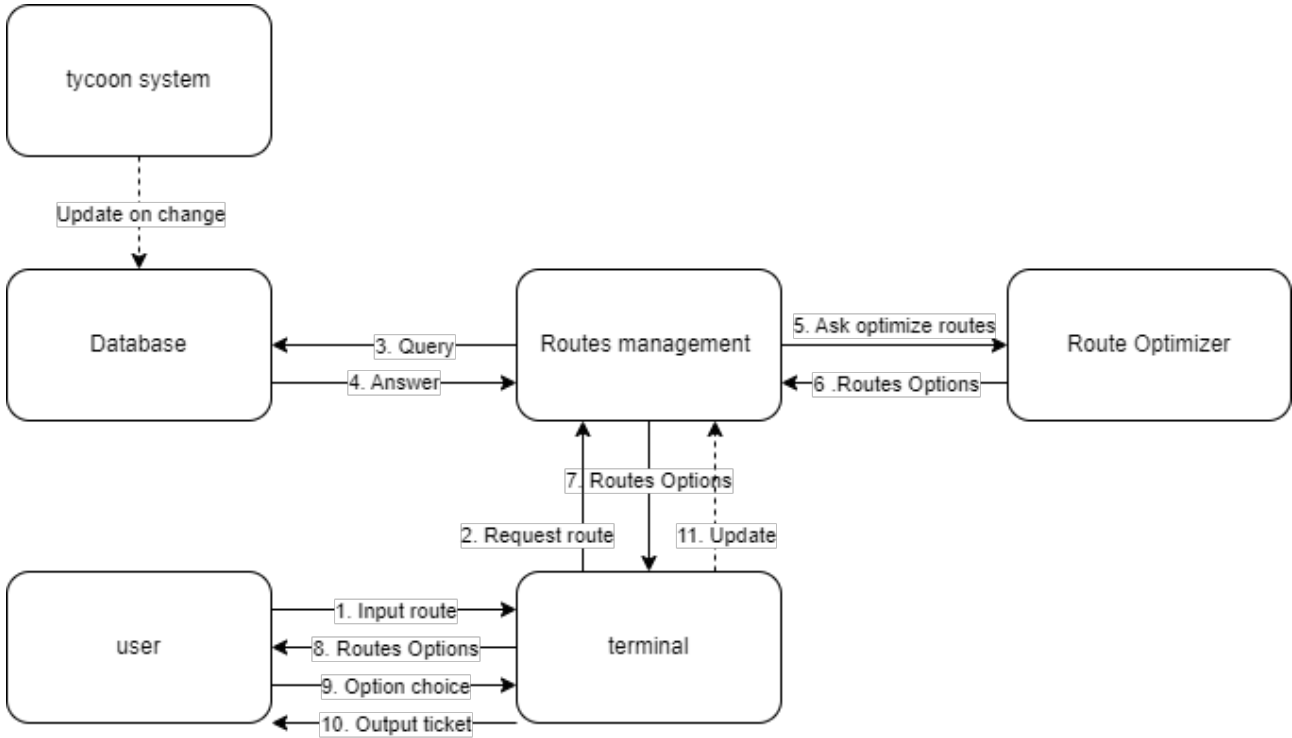 tycoon system
Update on change
Database
3. Query
4. Answer
Routes management
5. Ask optimize routes
6 .Routes Options
Route Optimizer
7. Routes Options
2. Request route
11. Update
user
1. Input route
8. Routes Options
9. Option choice
10. Output ticket
terminal